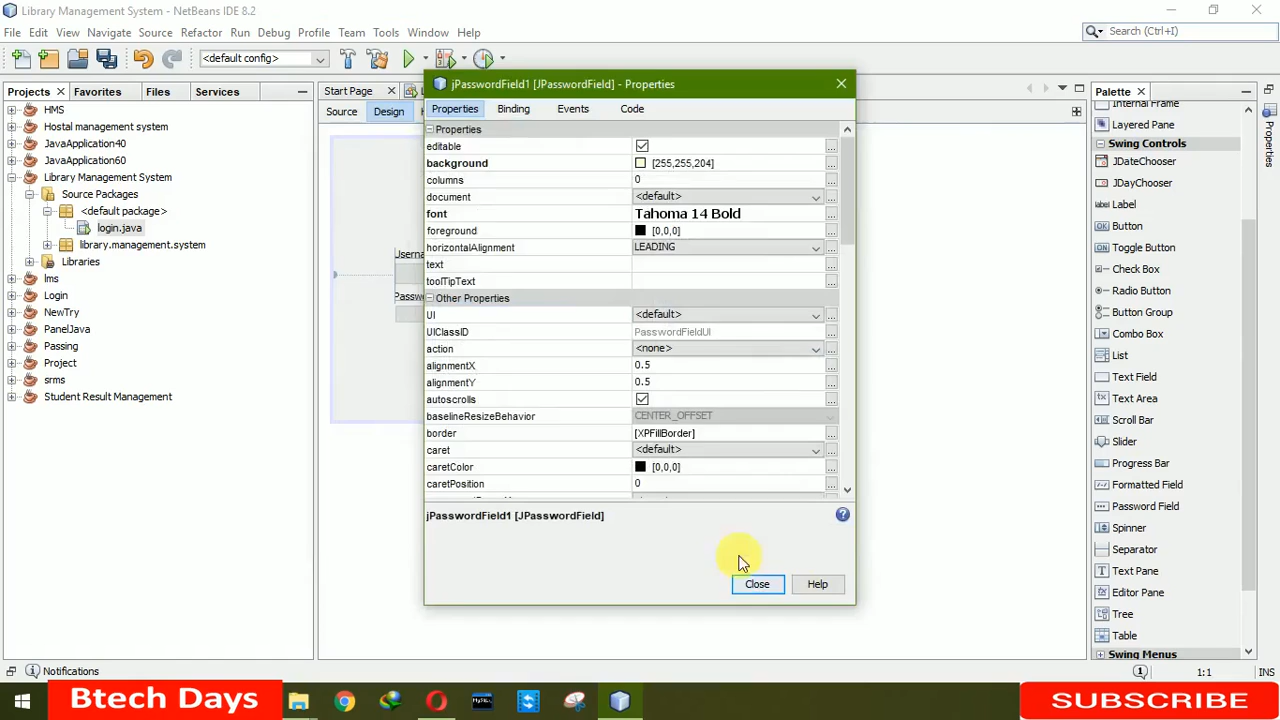 Library Management System - NetBeans IDE 8.2
File Edit View Navigate Source Refactor Run Debug Profile Team Tools Window Help
Search (Ctrl+I)
<default config>
Projects Favorites Files Services
HMS
Hostal management system
JavaApplication40
JavaApplication60
Library Management System
Source Packages
<default package>
login.java
library.management.system
Libraries
lms
Login
NewTry
PanelJava
Passing
Project
srms
Student Result Management
Start Page
Source Design
jPasswordField1 [JPasswordField] - Properties
Properties Binding Events Code
Properties
editable
background [255,255,204]
columns 0
document <default>
font Tahoma 14 Bold
foreground [0,0,0]
horizontalAlignment LEADING
text
toolTipText
Other Properties
UI <default>
UIClassID PasswordFieldUI
action <none>
alignmentX 0.5
alignmentY 0.5
autoscrolls
baselineResizeBehavior CENTER_OFFSET
border [XPFillBorder]
caret <default>
caretColor [0,0,0]
caretPosition 0
jPasswordField1 [JPasswordField]
Close Help
Palette
Internal Frame
Layered Pane
Swing Controls
JDateChooser
JDayChooser
Label
Button
Toggle Button
Check Box
Radio Button
Button Group
Combo Box
List
Text Field
Text Area
Scroll Bar
Slider
Progress Bar
Formatted Field
Password Field
Spinner
Separator
Text Pane
Editor Pane
Tree
Table
Swing Menus
Properties
Notifications
1:1 INS
Btech Days
SUBSCRIBE